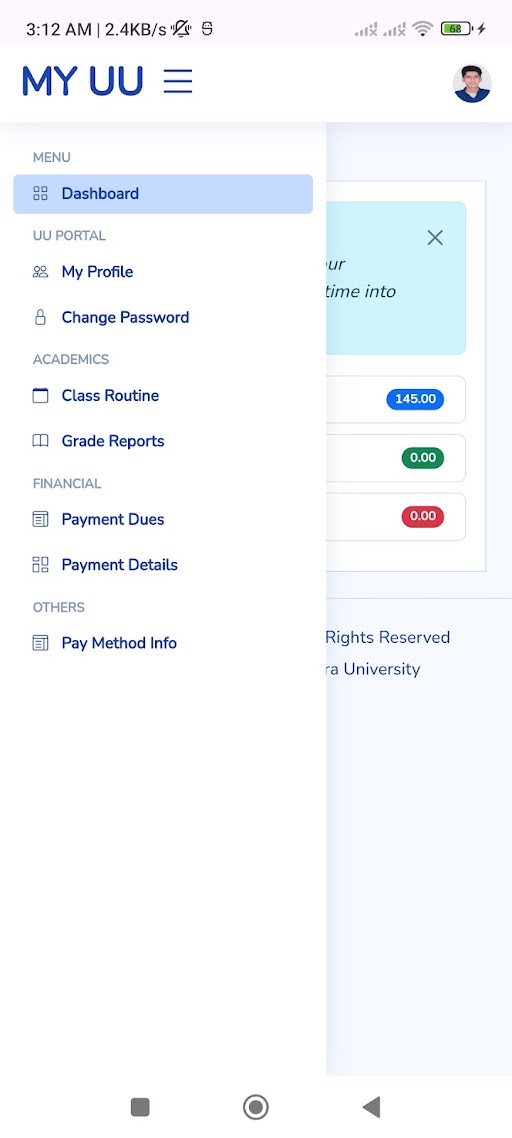 3:12 AM | 2.4KB/s
68
MY UU
MENU
Dashboard
UU PORTAL
My Profile
Change Password
ACADEMICS
Class Routine
Grade Reports
FINANCIAL
Payment Dues
Payment Details
OTHERS
Pay Method Info
time into
145.00
0.00
0.00
Rights Reserved
University